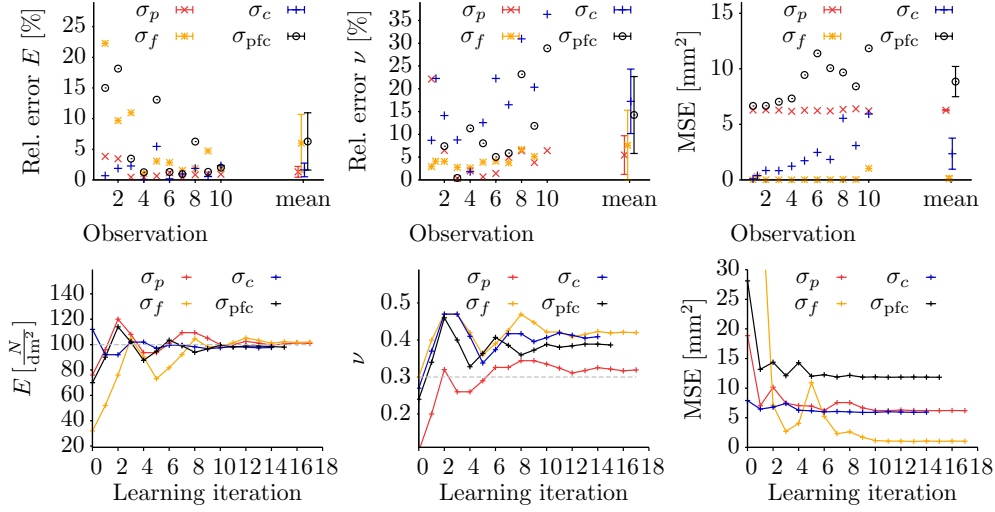 Rel. error E [%]
σp σc
σf σpfc
25
20
15
10
5
0
2 4 6 8 10 mean
Observation
Rel. error ν [%]
σp σc
σf σpfc
35
30
25
20
15
10
5
0
2 4 6 8 10 mean
Observation
MSE [mm²]
σp σc
σf σpfc
15
10
5
0
2 4 6 8 10 mean
Observation
E [N/dm²]
σp σc
σf σpfc
140
120
100
80
60
40
20
0 2 4 6 8 10 12 14 16 18
Learning iteration
ν
σp σc
σf σpfc
0.5
0.4
0.3
0.2
0 2 4 6 8 10 12 14 16 18
Learning iteration
MSE [mm²]
σp σc
σf σpfc
30
25
20
15
10
5
0
0 2 4 6 8 10 12 14 16 18
Learning iteration